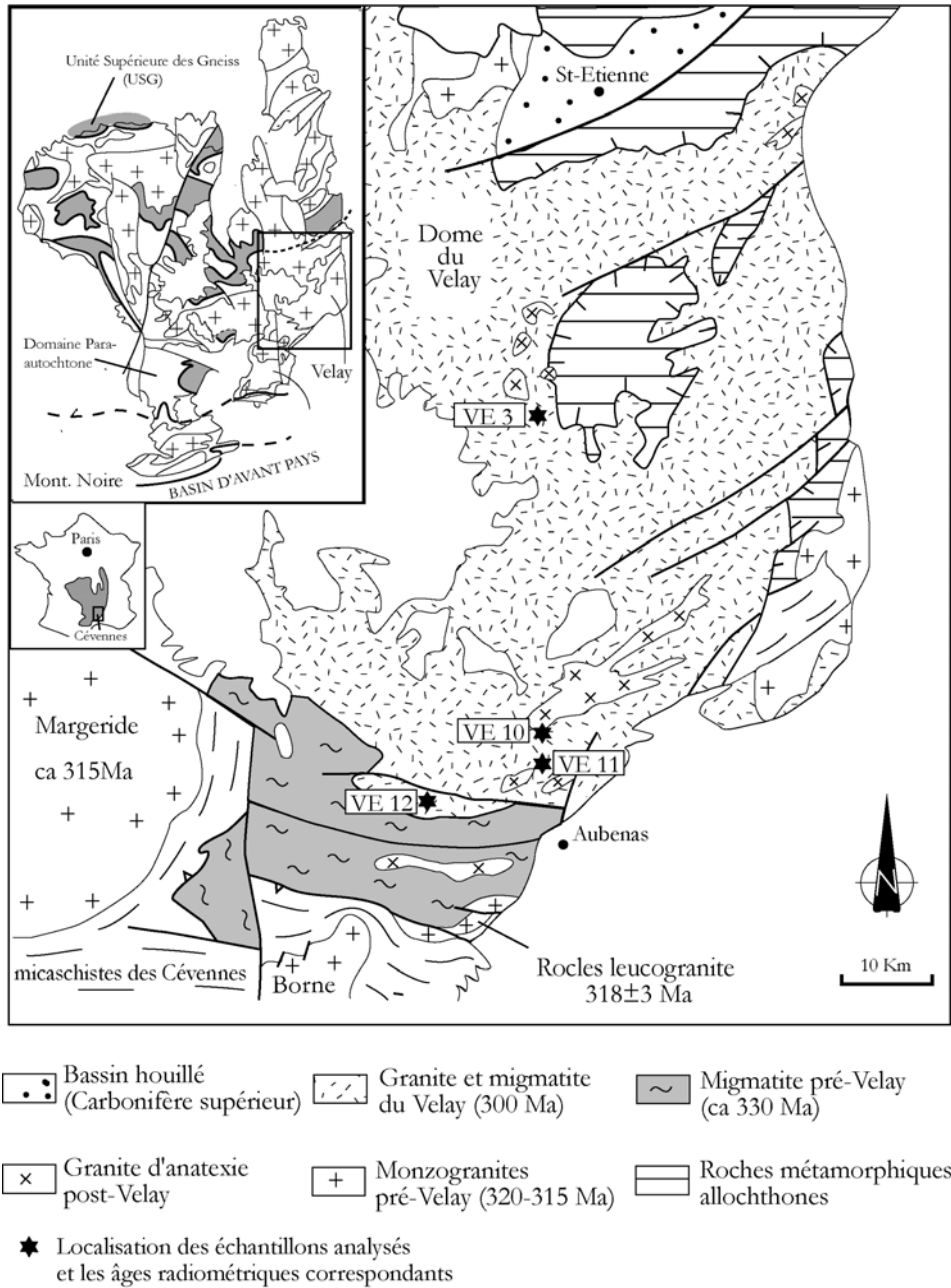 Unité Supérieure des Gneiss
(USG)
St-Etienne
Dome
du
Velay
Domaine Para-
autochtone
Velay
VE 3
Mont. Noire
BASIN D'AVANT PAYS
Paris
Cévennes
Margeride
ca 315Ma
VE 10
VE 11
VE 12
Aubenas
N
micaschistes des Cévennes
Borne
Rocles leucogranite
318±3 Ma
10 Km
Bassin houillé
(Carbonifère supérieur)
Granite et migmatite
du Velay (300 Ma)
Migmatite pré-Velay
(ca 330 Ma)
Granite d'anatexie
post-Velay
Monzogranites
pré-Velay (320-315 Ma)
Roches métamorphiques
allochthones
Localisation des échantillons analysés
et les âges radiométriques correspondants